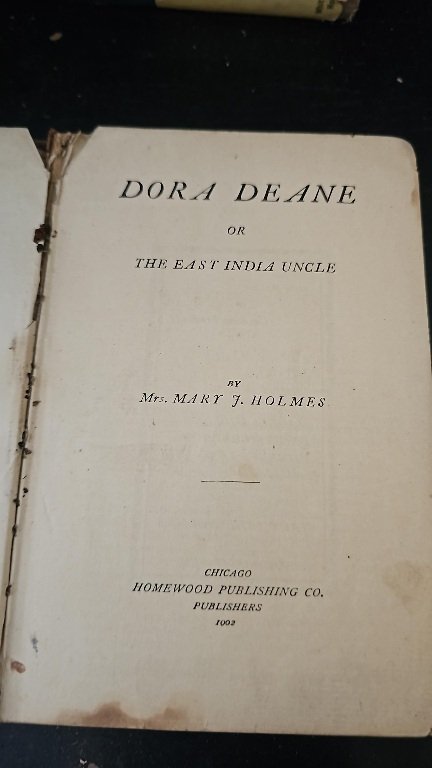 DORA DEANE
OR
THE EAST INDIA UNCLE
BY
Mrs. MARY J. HOLMES
CHICAGO
HOMEWOOD PUBLISHING CO.
PUBLISHERS
1902